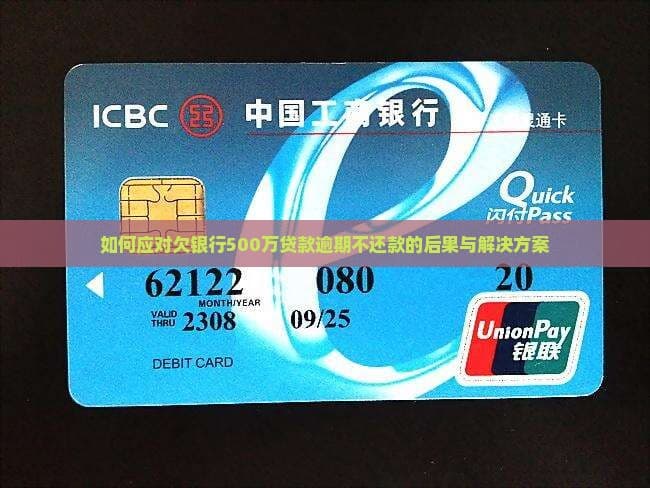 ICBC 中国工商银行
通卡
Quick
闪付Pass
如何应对欠银行500万贷款逾期不还款的后果与解决方案
62122 080 20
MONTH/YEAR
VALID THRU 2308 09/25
UnionPay
银联
DEBIT CARD